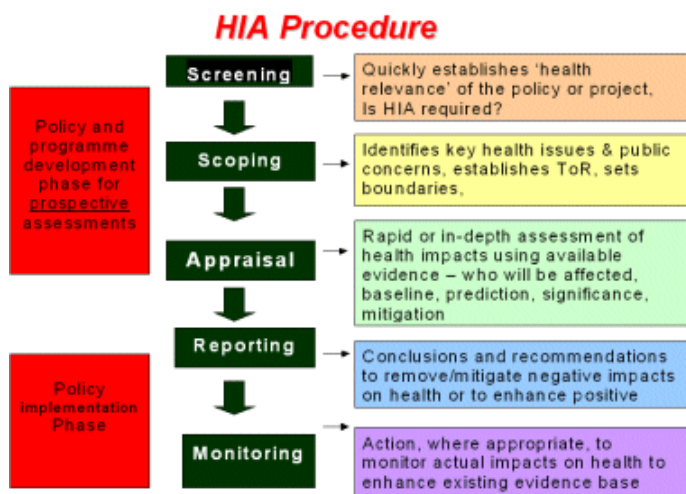 HIA Procedure
Policy and
programme
development
phase for
prospective
assessments
Policy
implementation
Phase
Screening
Quickly establishes ‘health
relevance’ of the policy or project,
Is HIA required?
Scoping
Identifies key health issues & public
concerns, establishes ToR, sets
boundaries,
Appraisal
Rapid or in-depth assessment of
health impacts using available
evidence – who will be affected,
baseline, prediction, significance,
mitigation
Reporting
Conclusions and recommendations
to remove/mitigate negative impacts
on health or to enhance positive
Monitoring
Action, where appropriate, to
monitor actual impacts on health to
enhance existing evidence base